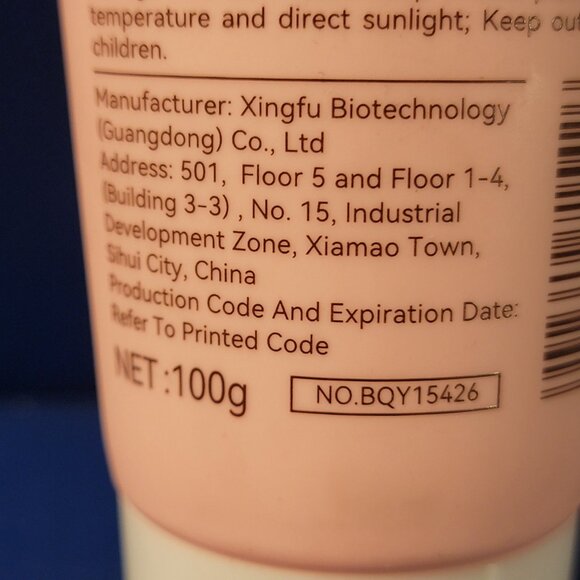 temperature and direct sunlight; Keep out
children.
Manufacturer: Xingfu Biotechnology
(Guangdong) Co., Ltd
Address: 501, Floor 5 and Floor 1-4,
(Building 3-3) , No. 15, Industrial
Development Zone, Xiamao Town,
Sihui City, China
Production Code And Expiration Date:
Refer To Printed Code
NET :100g
NO.BQY15426